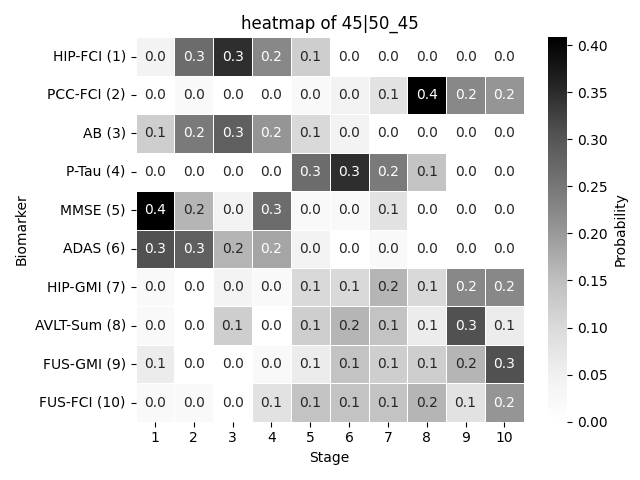 heatmap of 45|50_45
HIP-FCI (1) 0.0 0.3 0.3 0.2 0.1 0.0 0.0 0.0 0.0 0.0
PCC-FCI (2) 0.0 0.0 0.0 0.0 0.0 0.0 0.1 0.4 0.2 0.2
AB (3) 0.1 0.2 0.3 0.2 0.1 0.0 0.0 0.0 0.0 0.0
P-Tau (4) 0.0 0.0 0.0 0.0 0.3 0.3 0.2 0.1 0.0 0.0
MMSE (5) 0.4 0.2 0.0 0.3 0.0 0.0 0.1 0.0 0.0 0.0
ADAS (6) 0.3 0.3 0.2 0.2 0.0 0.0 0.0 0.0 0.0 0.0
HIP-GMI (7) 0.0 0.0 0.0 0.0 0.1 0.1 0.2 0.1 0.2 0.2
AVLT-Sum (8) 0.0 0.0 0.1 0.0 0.1 0.2 0.1 0.1 0.3 0.1
FUS-GMI (9) 0.1 0.0 0.0 0.0 0.1 0.1 0.1 0.1 0.2 0.3
FUS-FCI (10) 0.0 0.0 0.0 0.1 0.1 0.1 0.1 0.2 0.1 0.2
1 2 3 4 5 6 7 8 9 10
Stage
Biomarker
0.40
0.35
0.30
0.25
0.20
0.15
0.10
0.05
0.00
Probability